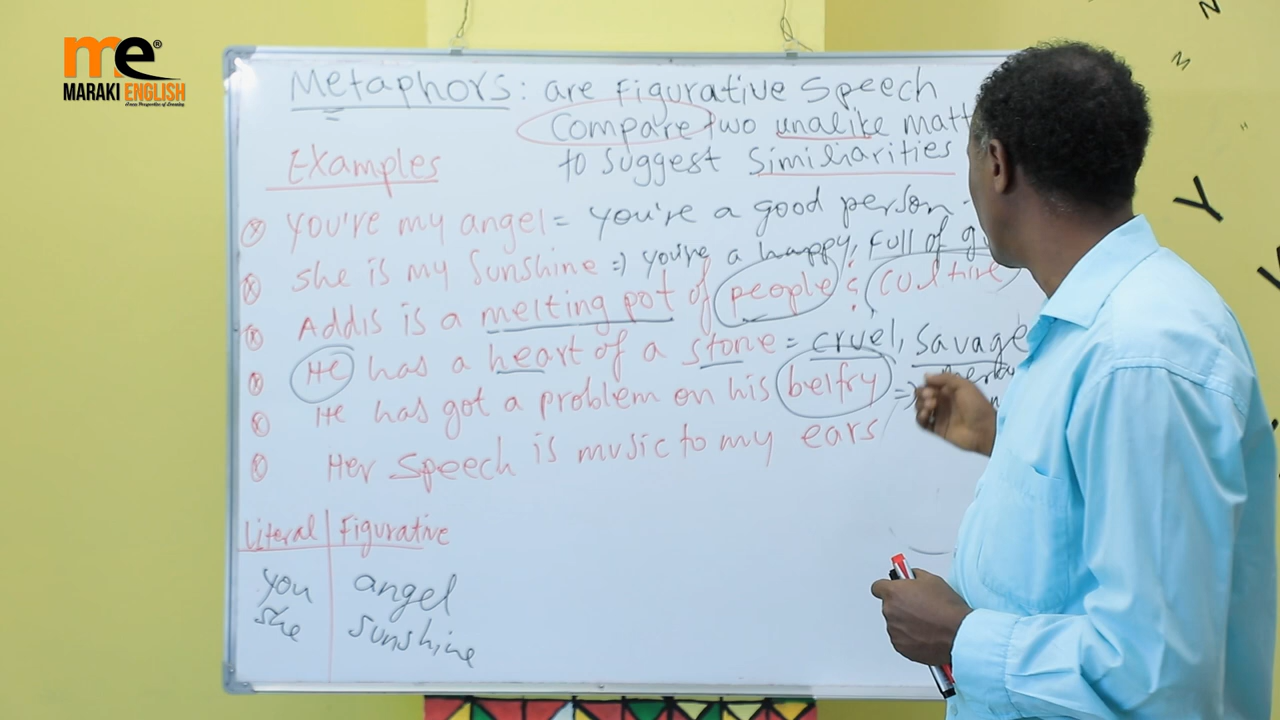 me®
MARAKI ENGLISH
Metaphors: are Figurative Speech
Compare two unalike
to suggest Similiarities
Examples
You're my angel = you're a good person
She is my Sunshine => you're a happy, Full of
Addis is a melting pot of people & culture
He has a heart of a stone = cruel, Savage
He has got a problem on his belfry =>
Her Speech is music to my ears
Literal | Figurative
you angel
She sunshine
N
M
Y